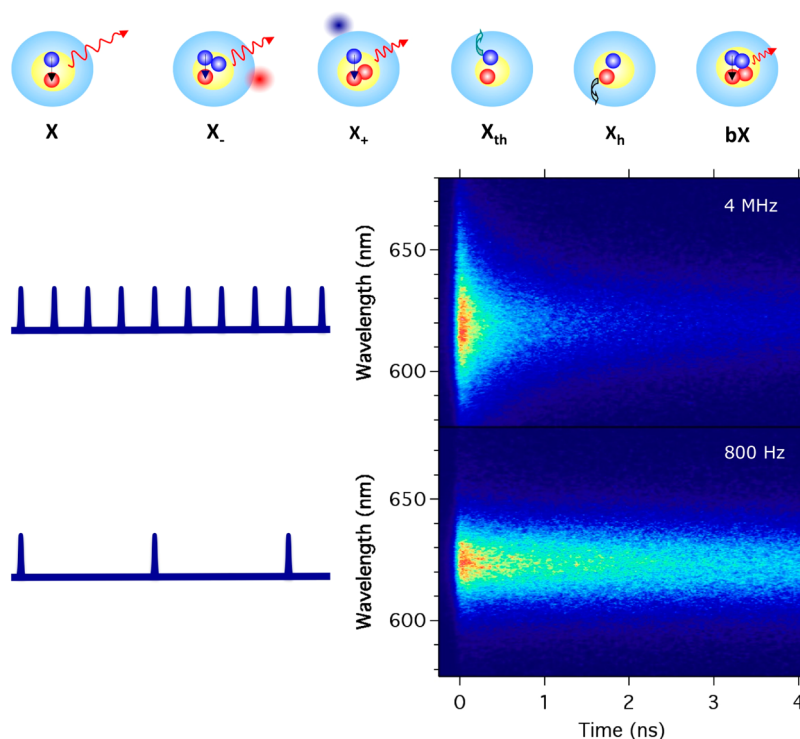 X X₋ X₊ Xₜₕ Xₕ bX
4 MHz
Wavelength (nm)
650
600
800 Hz
Wavelength (nm)
650
600
0 1 2 3 4
Time (ns)